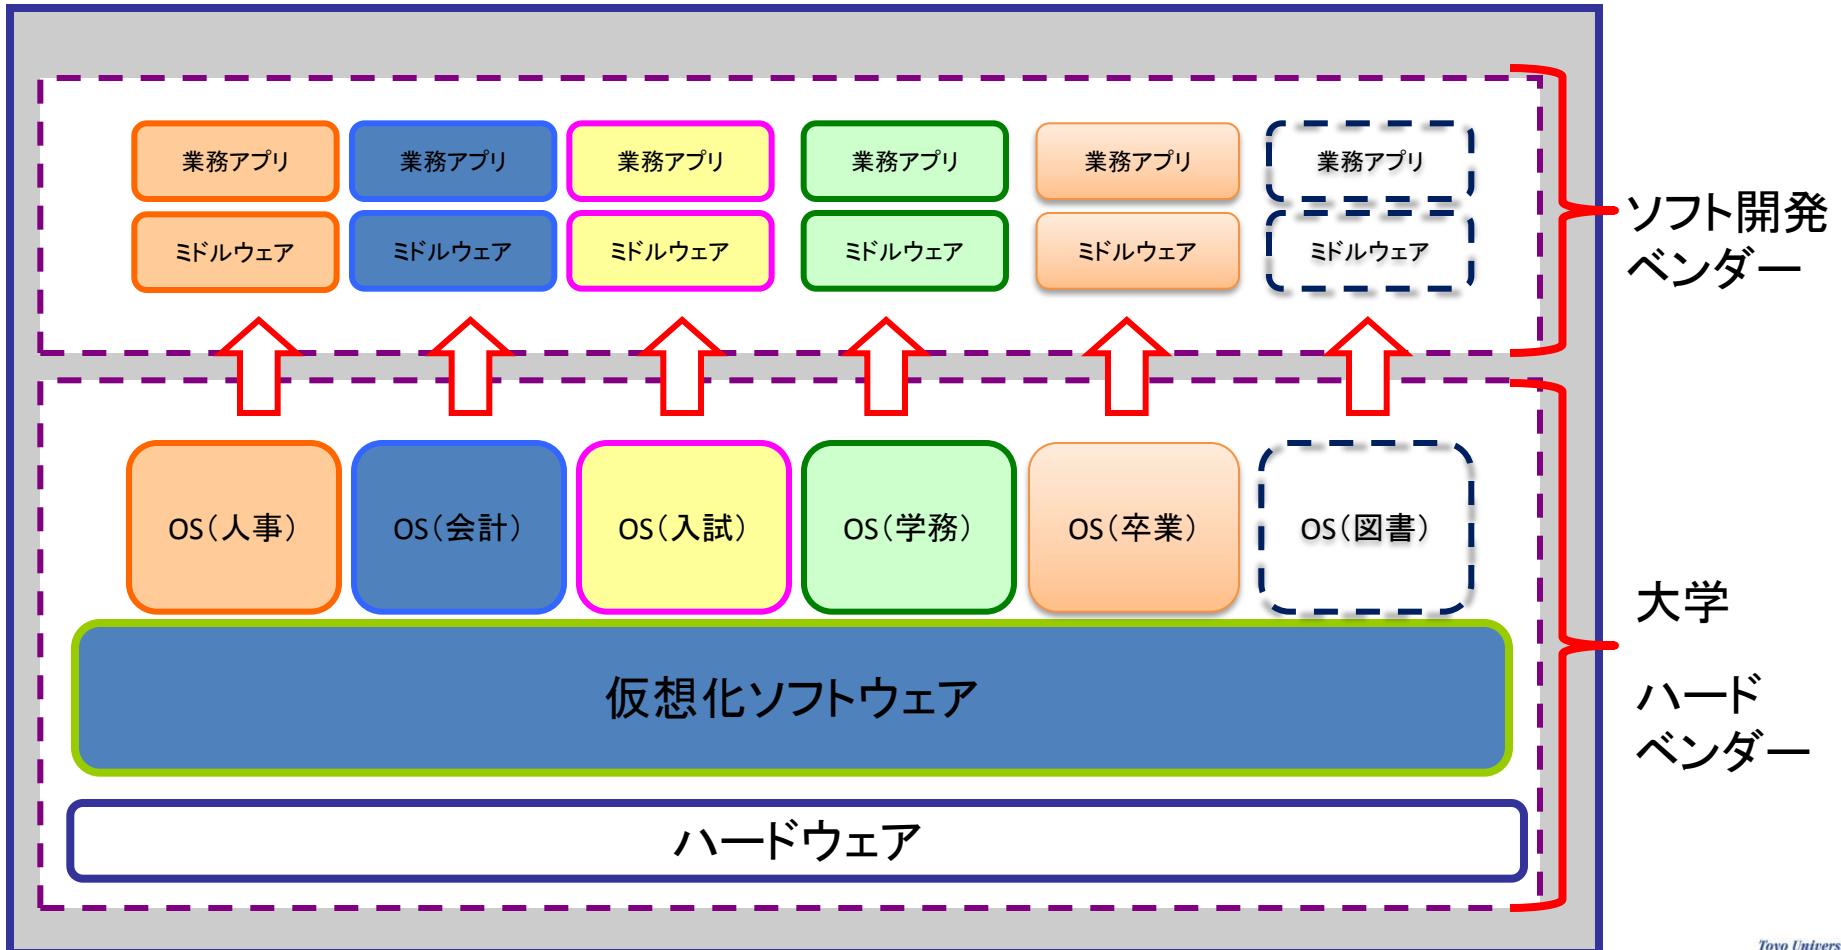 業務アプリ
業務アプリ
業務アプリ
業務アプリ
業務アプリ
業務アプリ
ミドルウェア
ミドルウェア
ミドルウェア
ミドルウェア
ミドルウェア
ミドルウェア
ソフト開発
ベンダー
OS（人事）
OS（会計）
OS（入試）
OS（学務）
OS（卒業）
OS（図書）
仮想化ソフトウェア
ハードウェア
大学
ハード
ベンダー
Toyo Univers